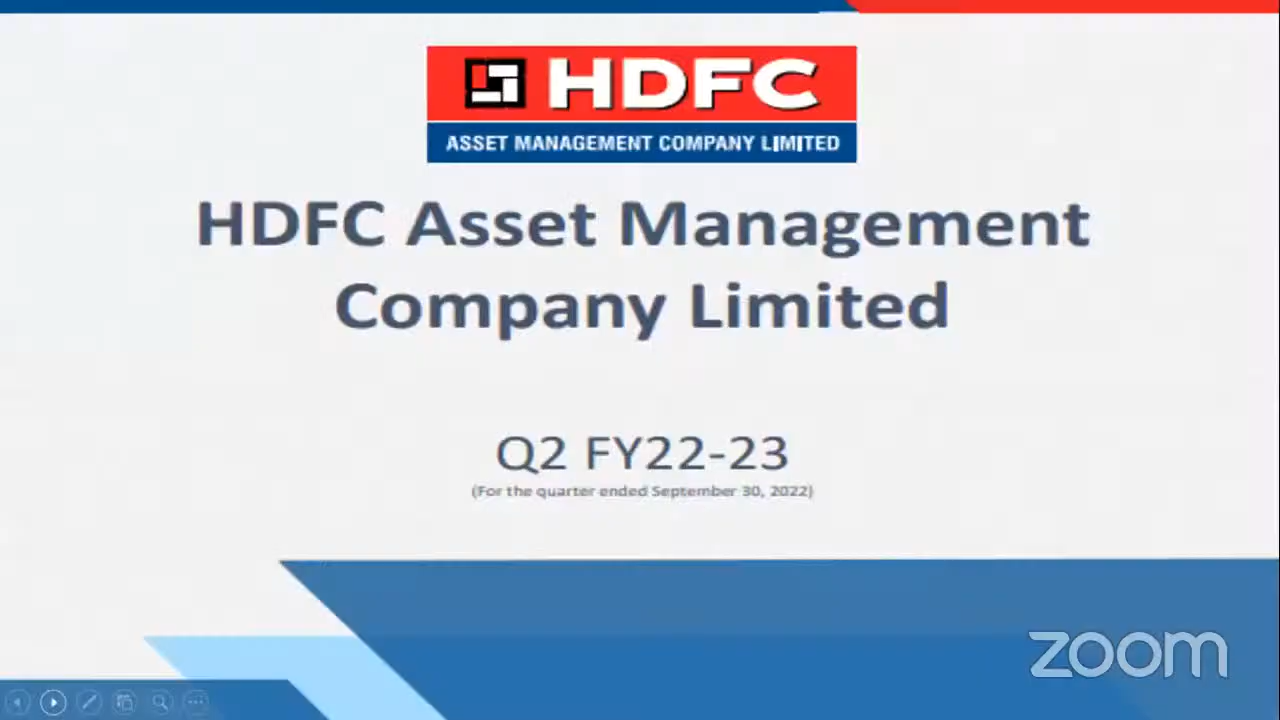 HDFC
ASSET MANAGEMENT COMPANY LIMITED
HDFC Asset Management
Company Limited
Q2 FY22-23
(For the quarter ended September 30, 2022)
zoom